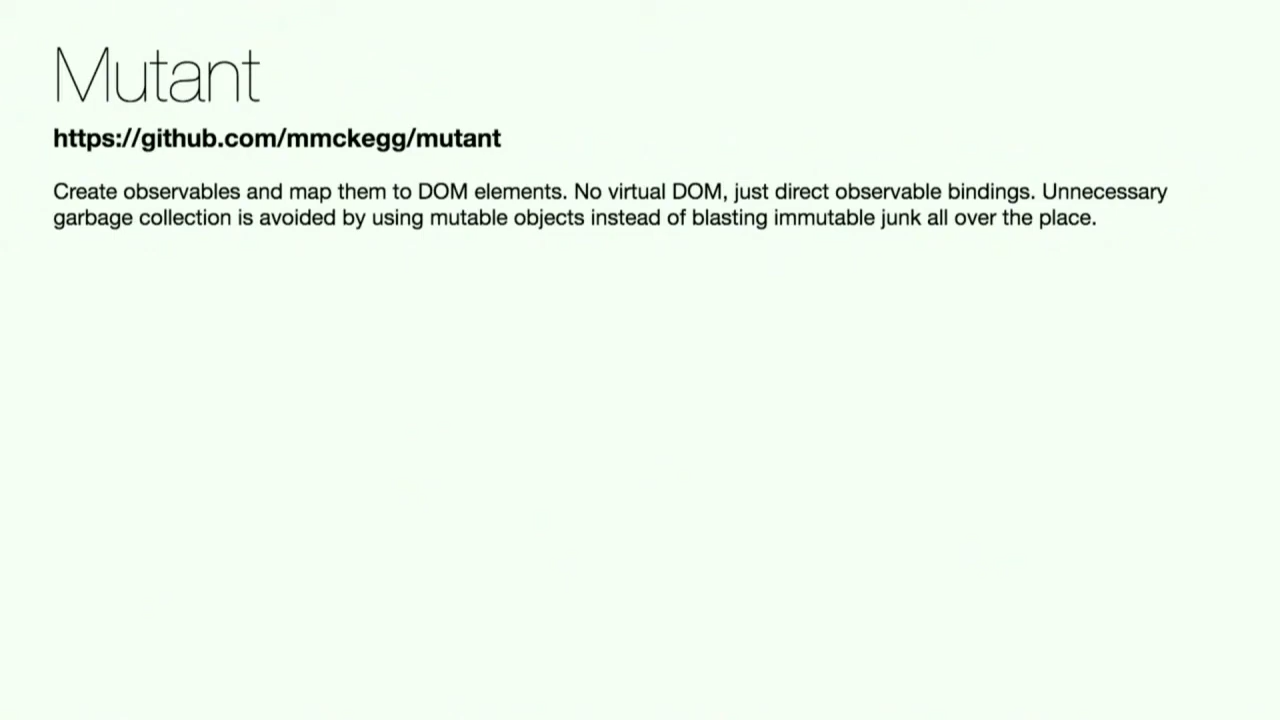 Mutant
https://github.com/mmckegg/mutant
Create observables and map them to DOM elements. No virtual DOM, just direct observable bindings. Unnecessary
garbage collection is avoided by using mutable objects instead of blasting immutable junk all over the place.